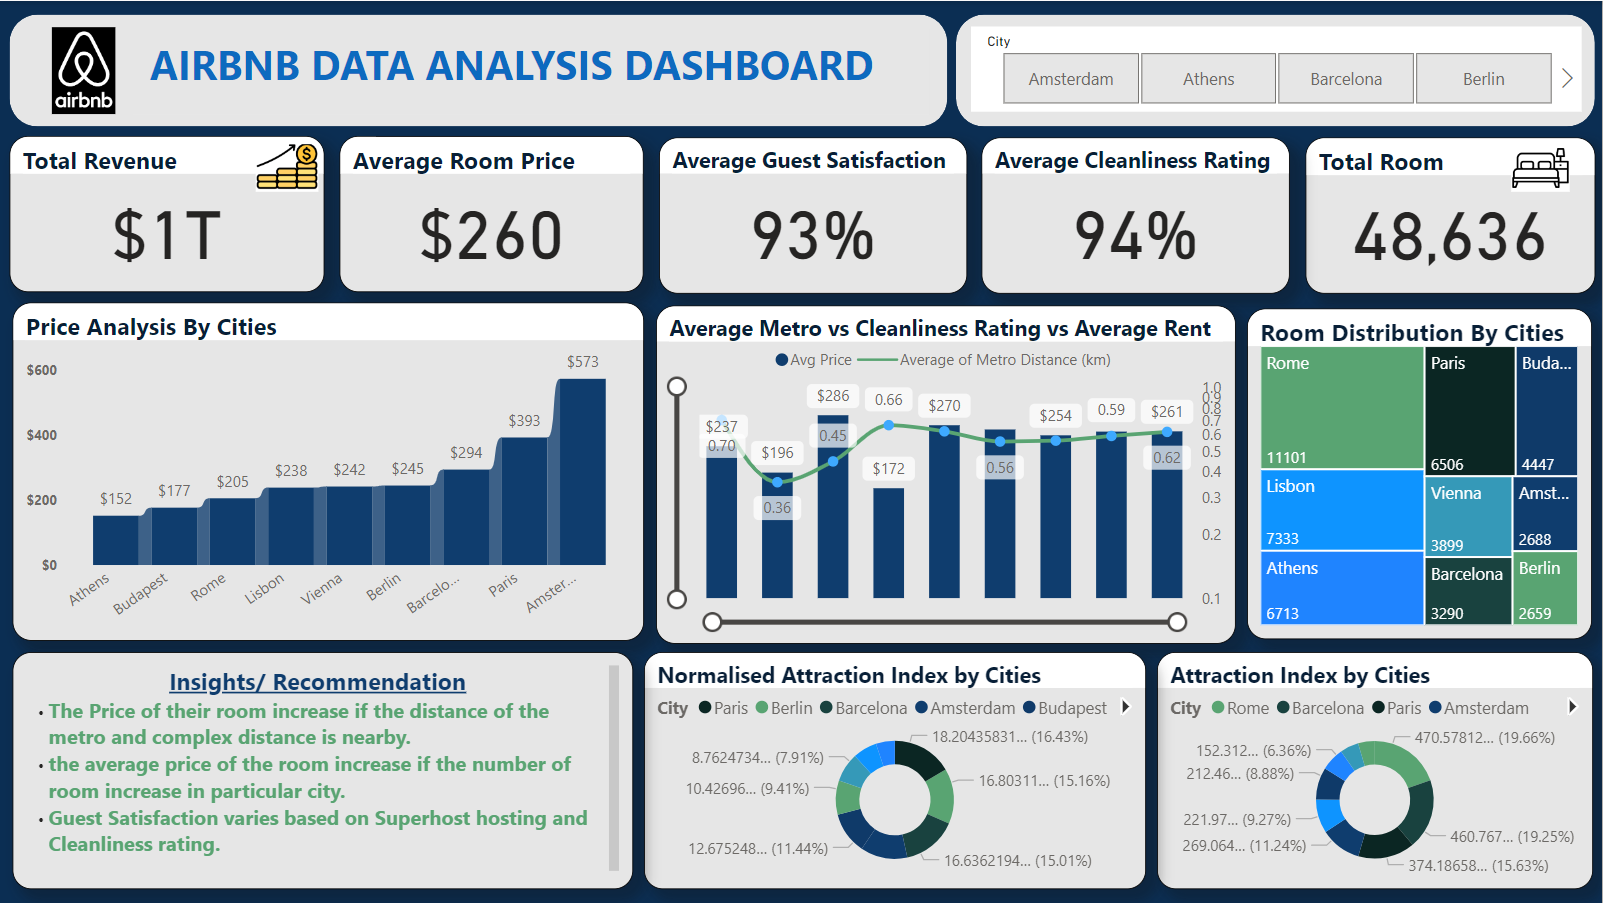 airbnb
AIRBNB DATA ANALYSIS DASHBOARD
City
Amsterdam
Athens
Barcelona
Berlin
Total Revenue
$
$1T
Average Room Price
$260
Average Guest Satisfaction
93%
Average Cleanliness Rating
94%
Total Room
48,636
Price Analysis By Cities
$600
$400
$200
$0
$152
$177
$205
$238
$242
$245
$294
$393
$573
Athens
Budapest
Rome
Lisbon
Vienna
Berlin
Barcelo...
Paris
Amster...
Average Metro vs Cleanliness Rating vs Average Rent
Avg Price
Average of Metro Distance (km)
$237
0.70
$196
0.36
$286
0.45
0.66
$172
$270
0.56
$254
0.59
$261
0.62
1.0
0.9
0.8
0.7
0.6
0.5
0.4
0.3
0.2
0.1
Room Distribution By Cities
Rome
11101
Lisbon
7333
Athens
6713
Paris
6506
Buda...
4447
Vienna
3899
Amst...
2688
Barcelona
3290
Berlin
2659
Insights/ Recommendation
• The Price of their room increase if the distance of the
metro and complex distance is nearby.
• the average price of the room increase if the number of
room increase in particular city.
• Guest Satisfaction varies based on Superhost hosting and
Cleanliness rating.
Normalised Attraction Index by Cities
City Paris Berlin Barcelona Amsterdam Budapest
18.20435831... (16.43%)
8.7624734... (7.91%)
16.80311... (15.16%)
10.42696... (9.41%)
12.675248... (11.44%)
16.6362194... (15.01%)
Attraction Index by Cities
City Rome Barcelona Paris Amsterdam
470.57812... (19.66%)
152.312... (6.36%)
212.46... (8.88%)
221.97... (9.27%)
460.767... (19.25%)
269.064... (11.24%)
374.18658... (15.63%)